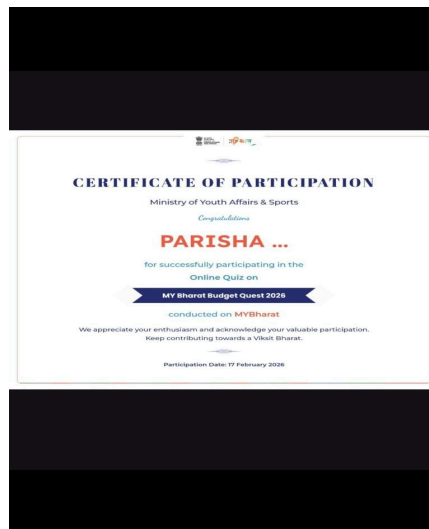 CERTIFICATE OF PARTICIPATION
Ministry of Youth Affairs & Sports
Congratulations
PARISHA ...
for successfully participating in the
Online Quiz on
MY Bharat Budget Quest 2026
conducted on MYBharat
We appreciate your enthusiasm and acknowledge your valuable participation.
Keep contributing towards a Viksit Bharat.
Participation Date: 17 February 2026